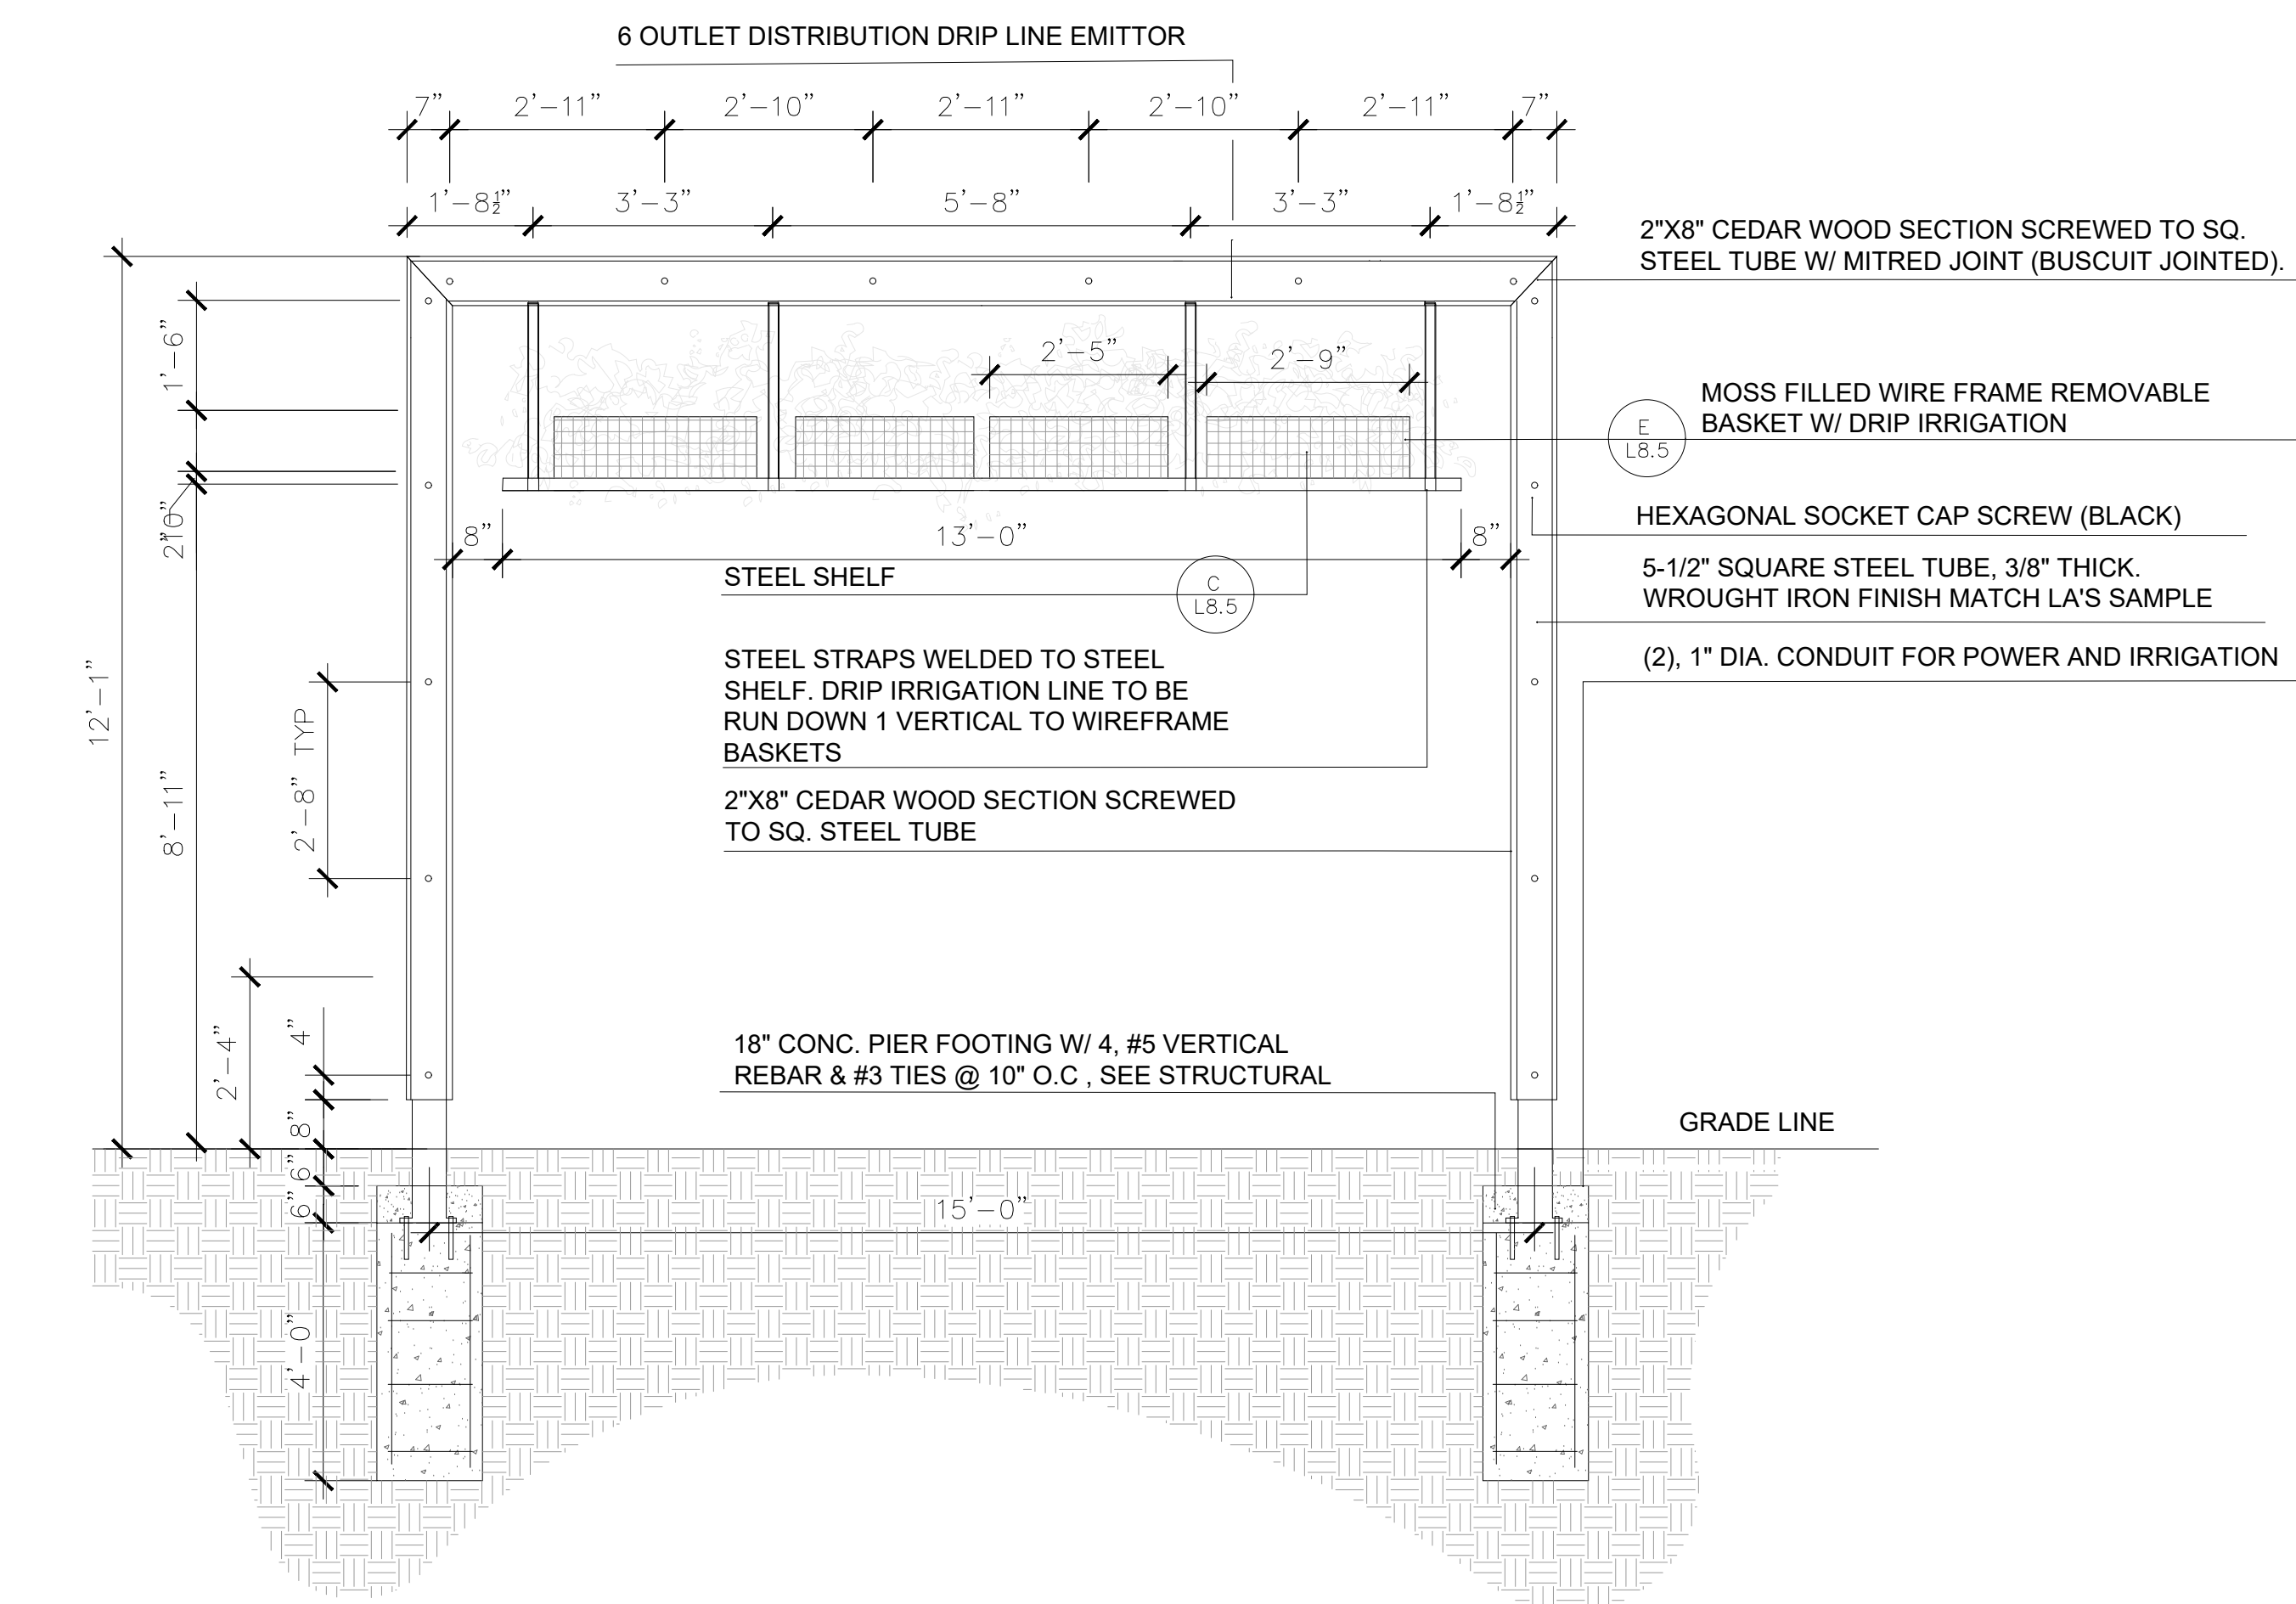 6 OUTLET DISTRIBUTION DRIP LINE EMITTOR
7" 2'-11" 2'-10" 2'-11" 2'-10" 2'-11" 7"
1'-8½" 3'-3" 5'-8" 3'-3" 1'-8½"
2"X8" CEDAR WOOD SECTION SCREWED TO SQ.
STEEL TUBE W/ MITRED JOINT (BUSCUIT JOINTED).
2'-5"
2'-9"
1'-6"
MOSS FILLED WIRE FRAME REMOVABLE
BASKET W/ DRIP IRRIGATION
E
L8.5
10"
2"
8" 13'-0" 8"
HEXAGONAL SOCKET CAP SCREW (BLACK)
STEEL SHELF
C
L8.5
5-1/2" SQUARE STEEL TUBE, 3/8" THICK.
WROUGHT IRON FINISH MATCH LA'S SAMPLE
(2), 1" DIA. CONDUIT FOR POWER AND IRRIGATION
STEEL STRAPS WELDED TO STEEL
SHELF. DRIP IRRIGATION LINE TO BE
RUN DOWN 1 VERTICAL TO WIREFRAME
BASKETS
12'-1"
8'-11"
2'-8" TYP
2"X8" CEDAR WOOD SECTION SCREWED
TO SQ. STEEL TUBE
2'-4"
4"
18" CONC. PIER FOOTING W/ 4, #5 VERTICAL
REBAR & #3 TIES @ 10" O.C , SEE STRUCTURAL
8"
GRADE LINE
6"
6"
15'-0"
4'-0"